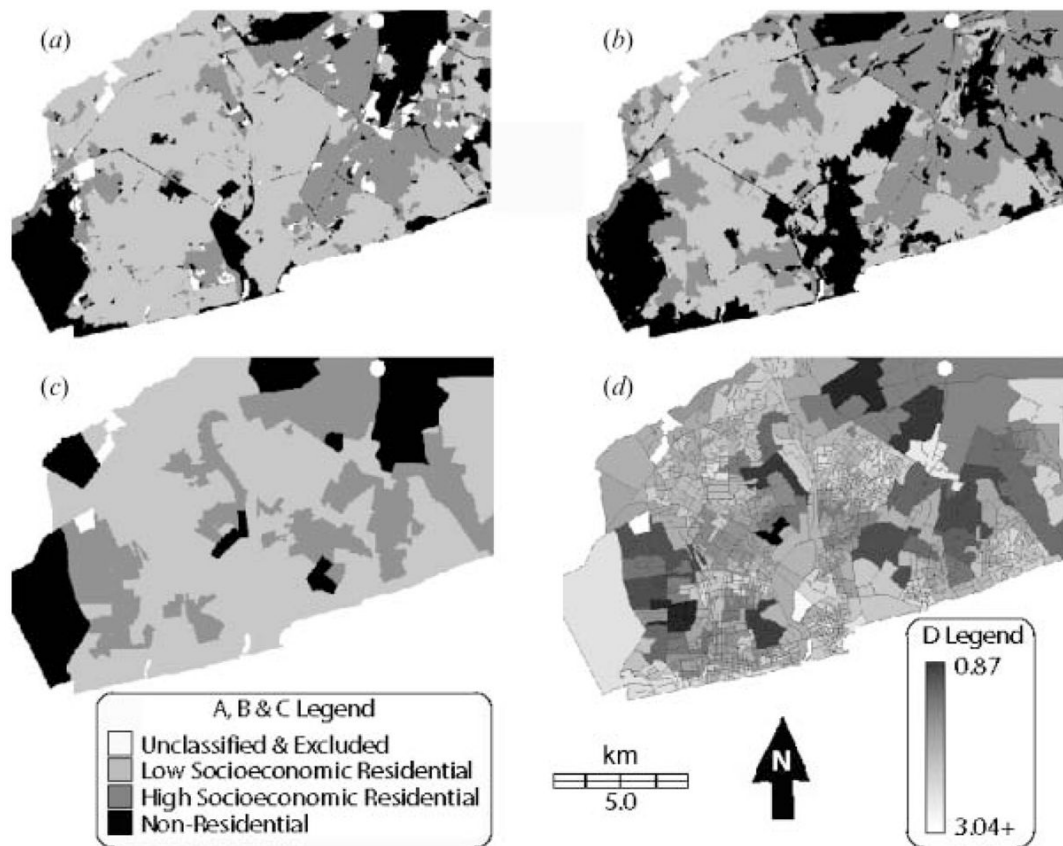 (a)
(b)
(c)
(d)
A, B & C Legend
Unclassified & Excluded
Low Socioeconomic Residential
High Socioeconomic Residential
Non-Residential
km
5.0
N
D Legend
0.87
3.04+